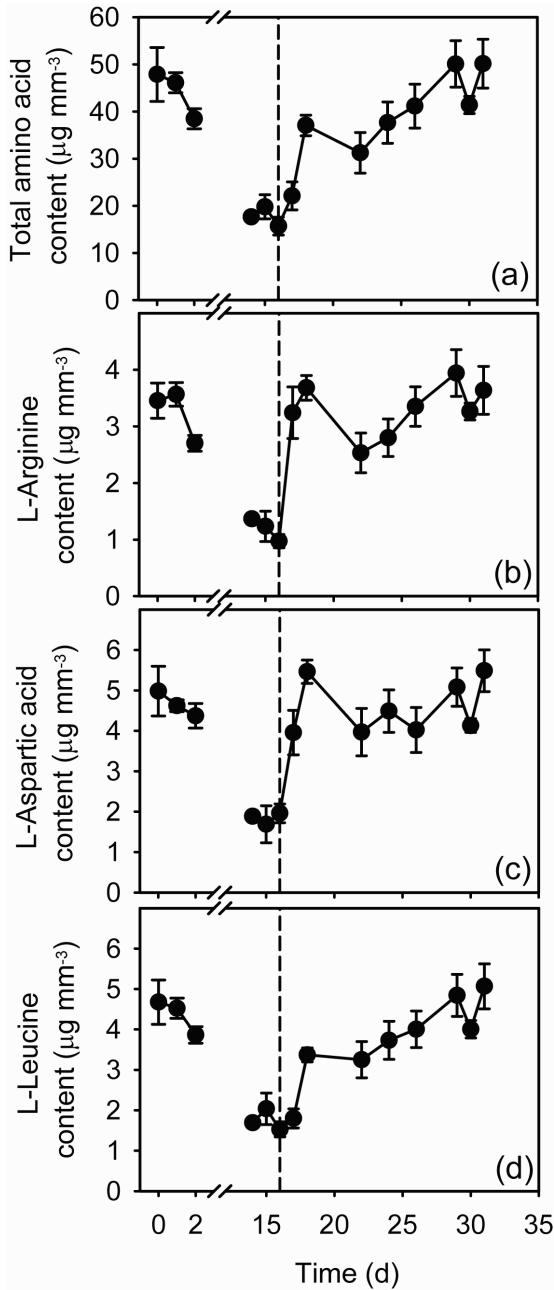 60
50
40
30
20
10
0
Total amino acid
content (μg mm-3)
(a)
4
3
2
1
0
L-Arginine
content (μg mm-3)
(b)
6
5
4
3
2
1
0
L-Aspartic acid
content (μg mm-3)
(c)
6
5
4
3
2
1
0
L-Leucine
content (μg mm-3)
(d)
0 2 15 20 25 30 35
Time (d)